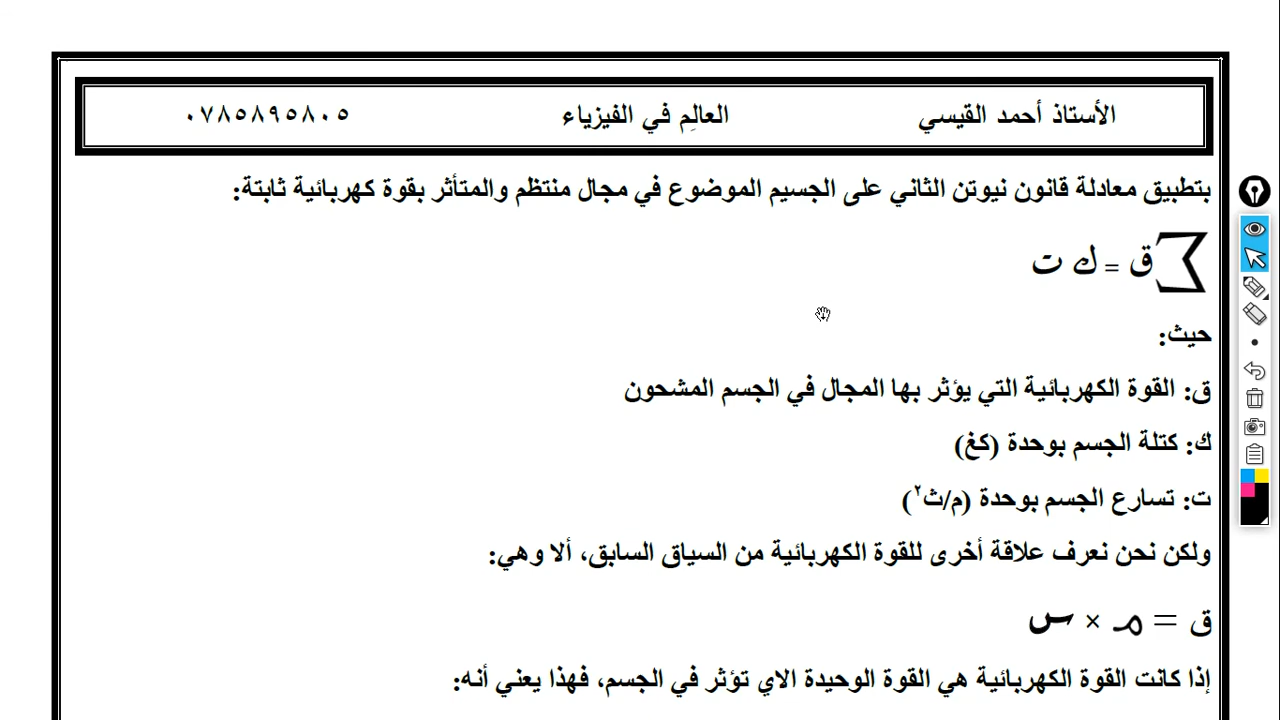 الأستاذ أحمد القيسي العالِم في الفيزياء ٠٧٨٥٨٩٥٨٠٥
بتطبيق معادلة قانون نيوتن الثاني على الجسيم الموضوع في مجال منتظم والمتأثر بقوة كهربائية ثابتة:
∑ق = ك ت
حيث:
ق: القوة الكهربائية التي يؤثر بها المجال في الجسم المشحون
ك: كتلة الجسم بوحدة (كغ)
ت: تسارع الجسم بوحدة (م/ث٢)
ولكن نحن نعرف علاقة أخرى للقوة الكهربائية من السياق السابق، ألا وهي:
ق = مـ × س
إذا كانت القوة الكهربائية هي القوة الوحيدة الاي تؤثر في الجسم، فهذا يعني أنه: